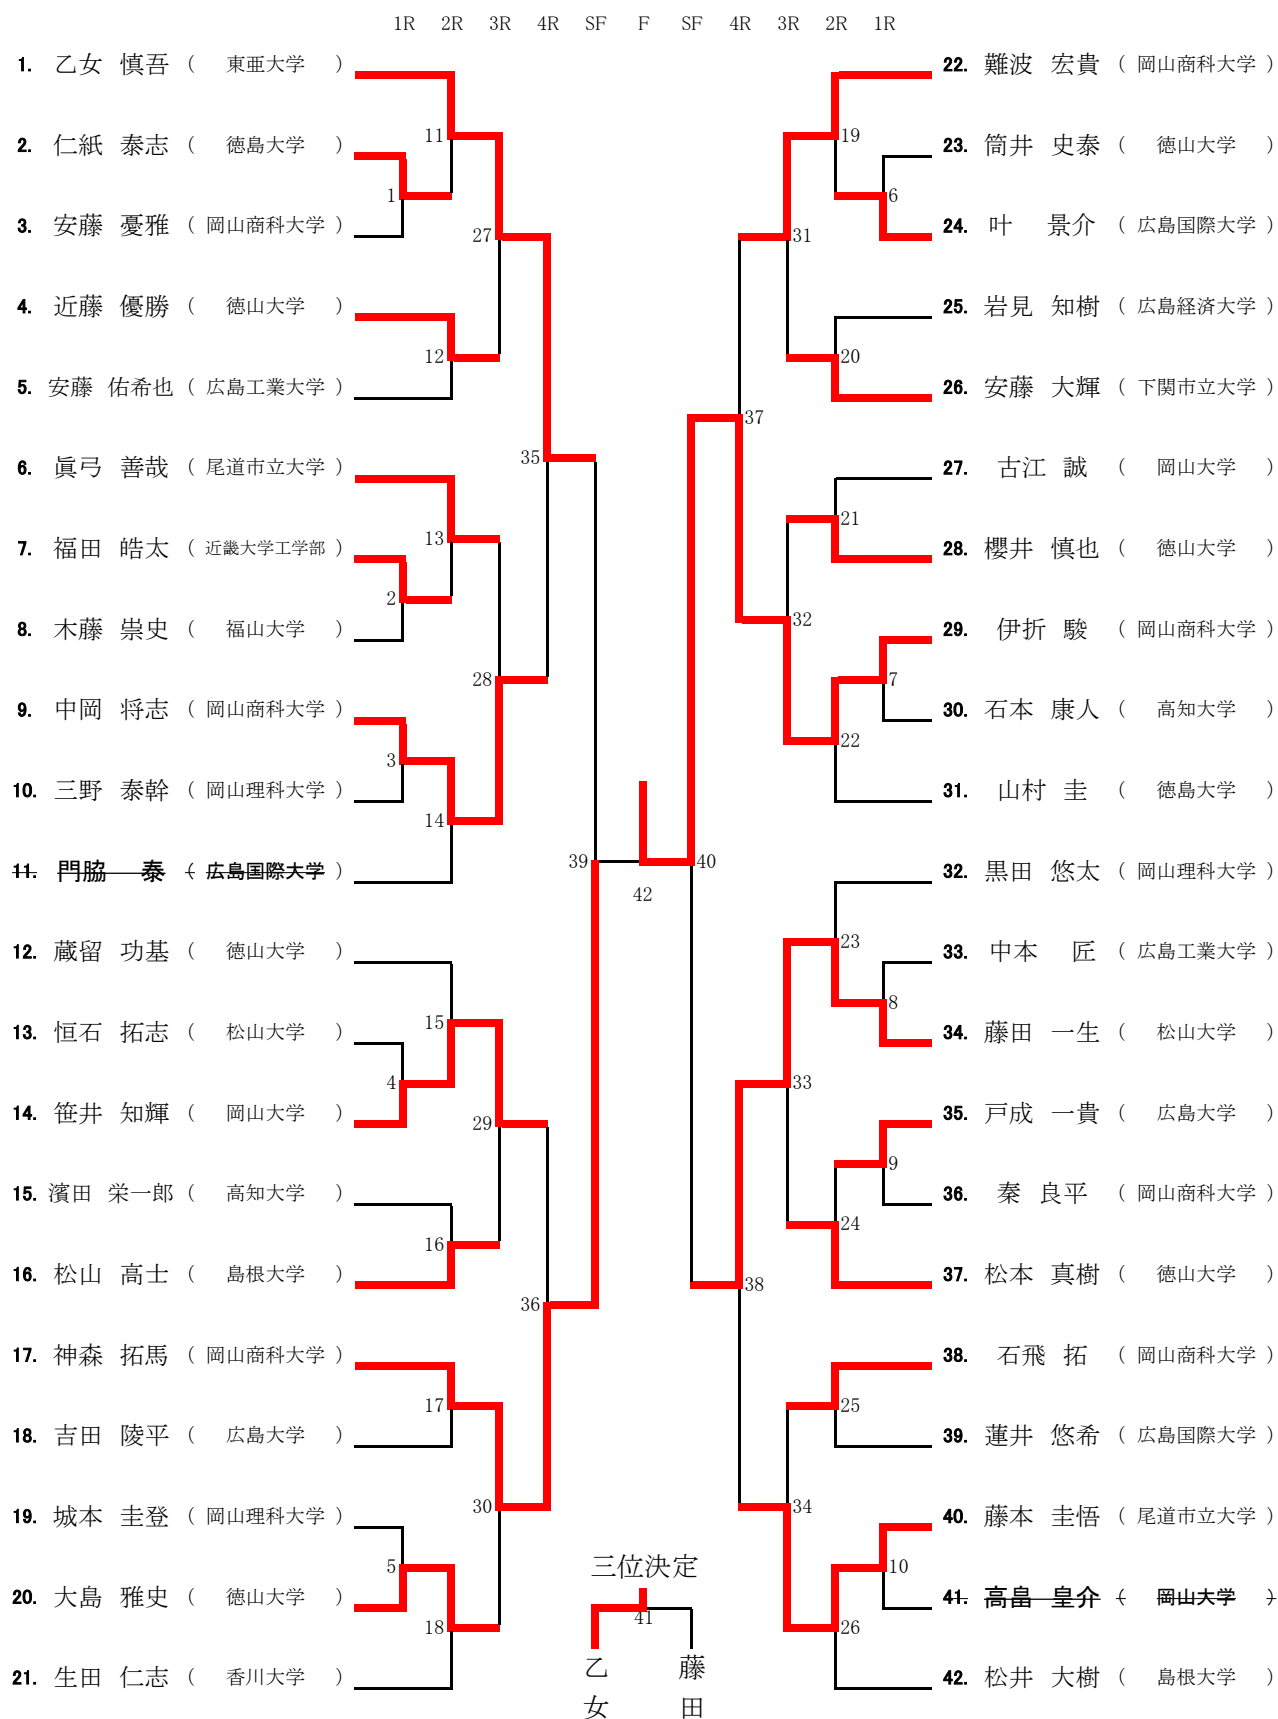 1R 2R 3R 4R SF F SF 4R 3R 2R 1R
1. 乙女 慎吾 ( 東亜大学 )
2. 仁紙 泰志 ( 徳島大学 )
3. 安藤 憂雅 ( 岡山商科大学 )
4. 近藤 優勝 ( 徳山大学 )
5. 安藤 佑希也 ( 広島工業大学 )
6. 眞弓 善哉 ( 尾道市立大学 )
7. 福田 皓太 ( 近畿大学工学部 )
8. 木藤 崇史 ( 福山大学 )
9. 中岡 将志 ( 岡山商科大学 )
10. 三野 泰幹 ( 岡山理科大学 )
11. 門脇 泰 ( 広島国際大学 )
12. 蔵留 功基 ( 徳山大学 )
13. 恒石 拓志 ( 松山大学 )
14. 笹井 知輝 ( 岡山大学 )
15. 濱田 栄一郎 ( 高知大学 )
16. 松山 高士 ( 島根大学 )
17. 神森 拓馬 ( 岡山商科大学 )
18. 吉田 陵平 ( 広島大学 )
19. 城本 圭登 ( 岡山理科大学 )
20. 大島 雅史 ( 徳山大学 )
21. 生田 仁志 ( 香川大学 )
1
2
3
4
5
11
12
13
14
15
16
17
18
27
28
29
30
35
36
39
42
40
37
38
31
32
33
34
19
20
21
22
23
24
25
26
6
7
8
9
10
22. 難波 宏貴 ( 岡山商科大学 )
23. 筒井 史泰 ( 徳山大学 )
24. 叶 景介 ( 広島国際大学 )
25. 岩見 知樹 ( 広島経済大学 )
26. 安藤 大輝 ( 下関市立大学 )
27. 古江 誠 ( 岡山大学 )
28. 櫻井 慎也 ( 徳山大学 )
29. 伊折 駿 ( 岡山商科大学 )
30. 石本 康人 ( 高知大学 )
31. 山村 圭 ( 徳島大学 )
32. 黒田 悠太 ( 岡山理科大学 )
33. 中本 匠 ( 広島工業大学 )
34. 藤田 一生 ( 松山大学 )
35. 戸成 一貴 ( 広島大学 )
36. 秦 良平 ( 岡山商科大学 )
37. 松本 真樹 ( 徳山大学 )
38. 石飛 拓 ( 岡山商科大学 )
39. 蓮井 悠希 ( 広島国際大学 )
40. 藤本 圭悟 ( 尾道市立大学 )
41. 高畠 皇介 ( 岡山大学 )
42. 松井 大樹 ( 島根大学 )
三位決定
41
乙女
藤田